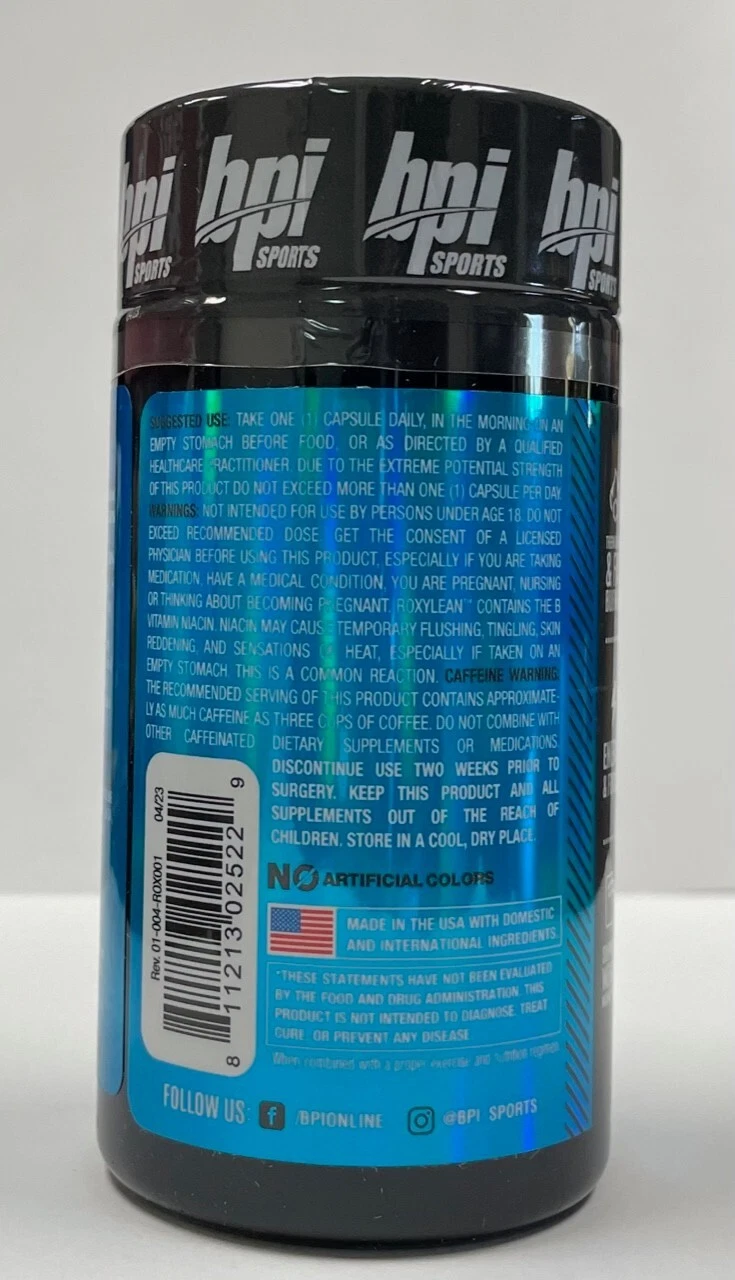 bpi SPORTS
bpi SPORTS
bpi SPORTS
bpi SPORTS
SUGGESTED USE: TAKE ONE (1) CAPSULE DAILY, IN THE MORNING ON AN
EMPTY STOMACH BEFORE FOOD, OR AS DIRECTED BY A QUALIFIED
HEALTHCARE PRACTITIONER. DUE TO THE EXTREME POTENTIAL STRENGTH
OF THIS PRODUCT DO NOT EXCEED MORE THAN ONE (1) CAPSULE PER DAY.
WARNINGS: NOT INTENDED FOR USE BY PERSONS UNDER AGE 18. DO NOT
EXCEED RECOMMENDED DOSE. GET THE CONSENT OF A LICENSED
PHYSICIAN BEFORE USING THIS PRODUCT, ESPECIALLY IF YOU ARE TAKING
MEDICATION, HAVE A MEDICAL CONDITION, YOU ARE PREGNANT, NURSING
OR THINKING ABOUT BECOMING PREGNANT. ROXYLEAN™ CONTAINS THE B
VITAMIN NIACIN. NIACIN MAY CAUSE TEMPORARY FLUSHING, TINGLING, SKIN
REDDENING, AND SENSATIONS OF HEAT, ESPECIALLY IF TAKEN ON AN
EMPTY STOMACH. THIS IS A COMMON REACTION. CAFFEINE WARNING:
THE RECOMMENDED SERVING OF THIS PRODUCT CONTAINS APPROXIMATE-
LY AS MUCH CAFFEINE AS THREE CUPS OF COFFEE. DO NOT COMBINE WITH
OTHER CAFFEINATED DIETARY SUPPLEMENTS OR MEDICATIONS.
DISCONTINUE USE TWO WEEKS PRIOR TO
SURGERY. KEEP THIS PRODUCT AND ALL
SUPPLEMENTS OUT OF THE REACH OF
CHILDREN. STORE IN A COOL, DRY PLACE.
Rev. 01-004-ROX001 04/23
8 11213 02522 9
NO ARTIFICIAL COLORS
MADE IN THE USA WITH DOMESTIC
AND INTERNATIONAL INGREDIENTS.
*THESE STATEMENTS HAVE NOT BEEN EVALUATED
BY THE FOOD AND DRUG ADMINISTRATION. THIS
PRODUCT IS NOT INTENDED TO DIAGNOSE, TREAT,
CURE, OR PREVENT ANY DISEASE.
When combined with a proper exercise and nutrition regimen
FOLLOW US: f /BPIONLINE @BPI_SPORTS